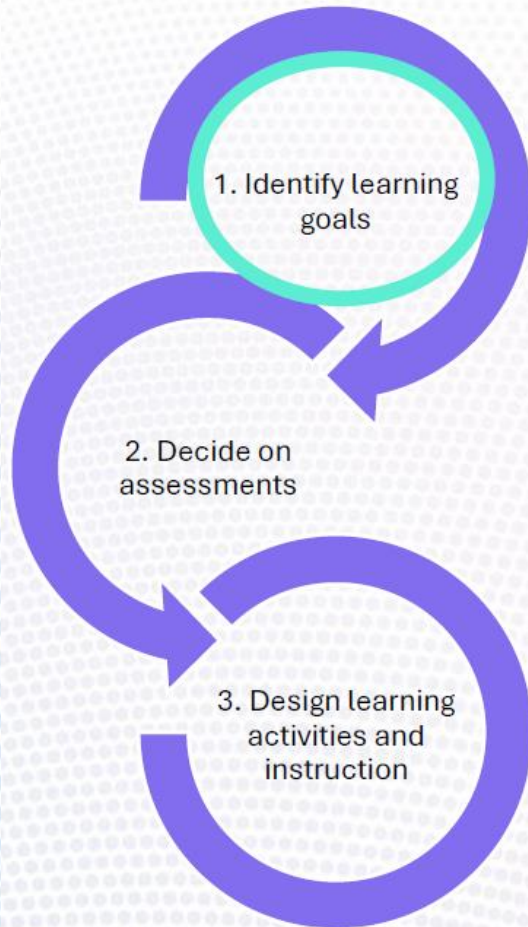 1. Identify learning
goals
2. Decide on
assessments
3. Design learning
activities and
instruction